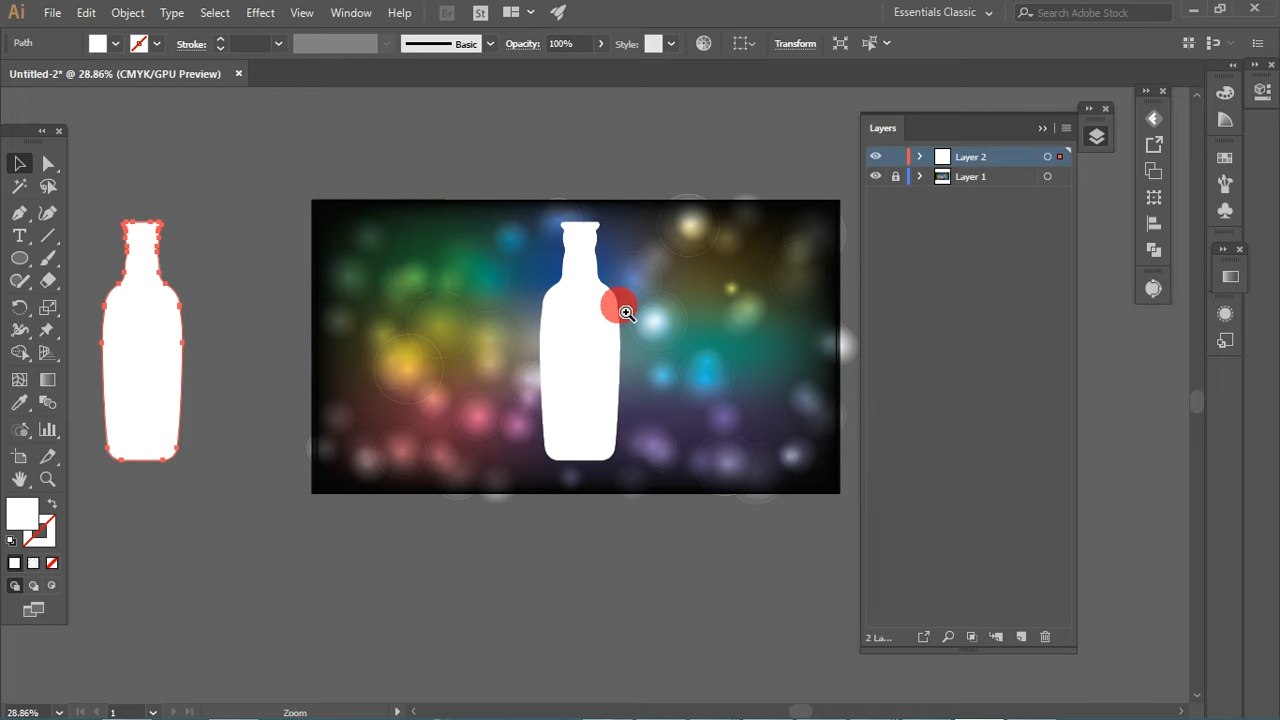 Ai File Edit Object Type Select Effect View Window Help Br St Essentials Classic Search Adobe Stock
Path Stroke: Basic Opacity: 100% Style: Transform
Untitled-2* @ 28.86% (CMYK/GPU Preview)
Layers
Layer 2
Layer 1
2 La...
28.86% 1 Zoom